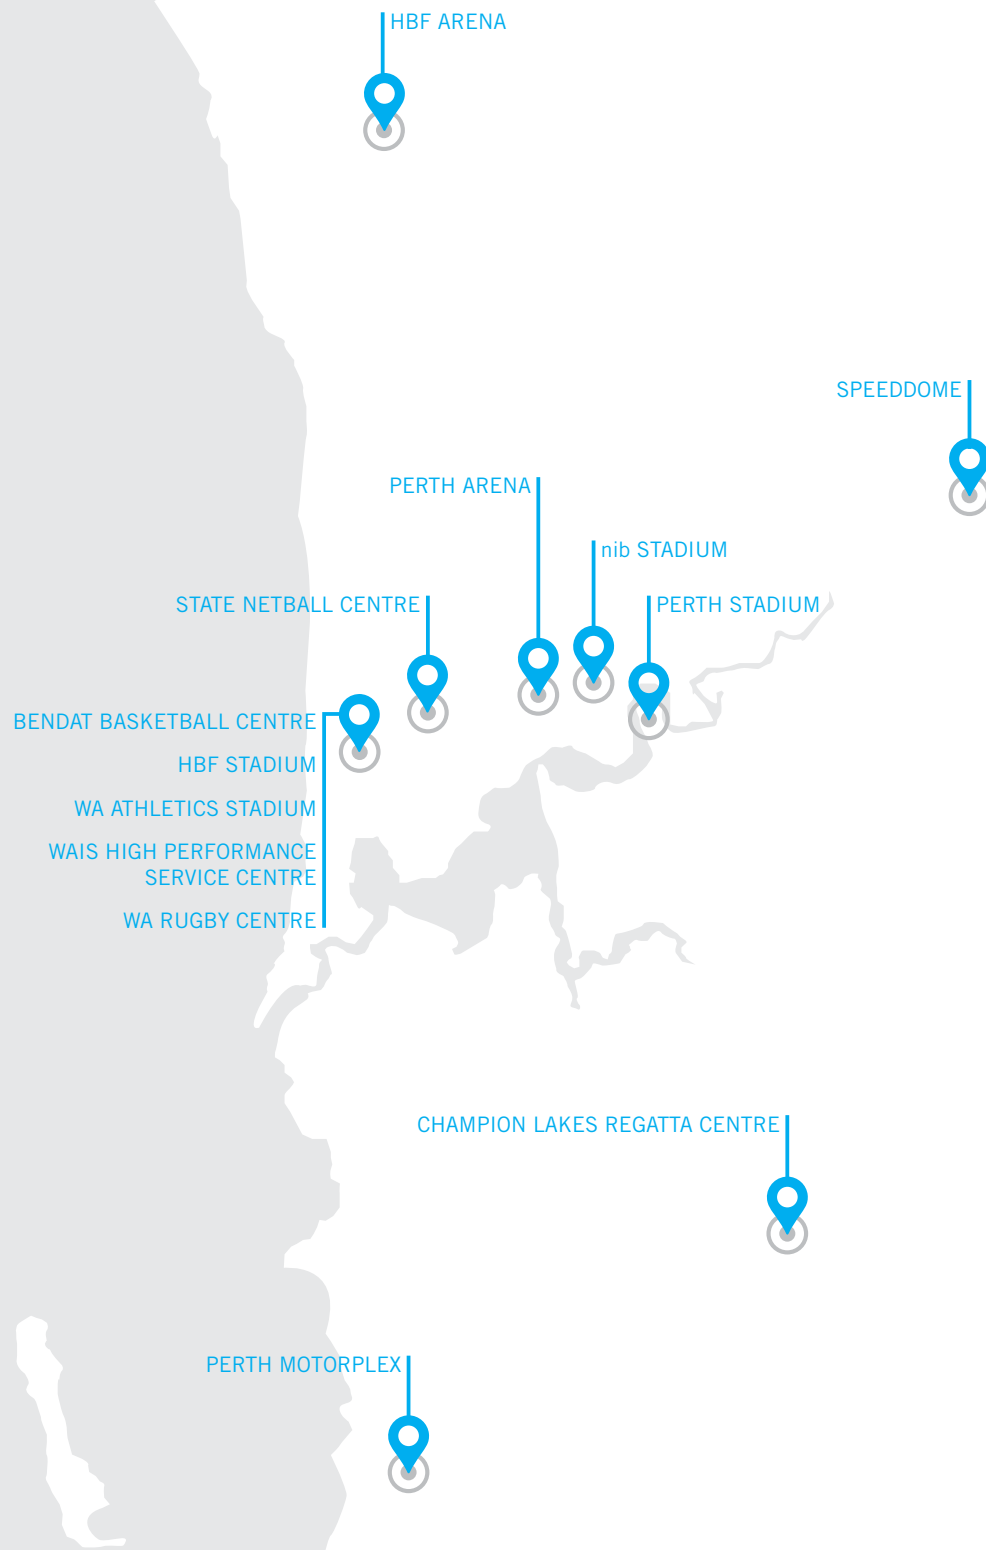 HBF ARENA
SPEEDDOME
PERTH ARENA
nib STADIUM
STATE NETBALL CENTRE
PERTH STADIUM
BENDAT BASKETBALL CENTRE
HBF STADIUM
WA ATHLETICS STADIUM
WAIS HIGH PERFORMANCE
SERVICE CENTRE
WA RUGBY CENTRE
CHAMPION LAKES REGATTA CENTRE
PERTH MOTORPLEX